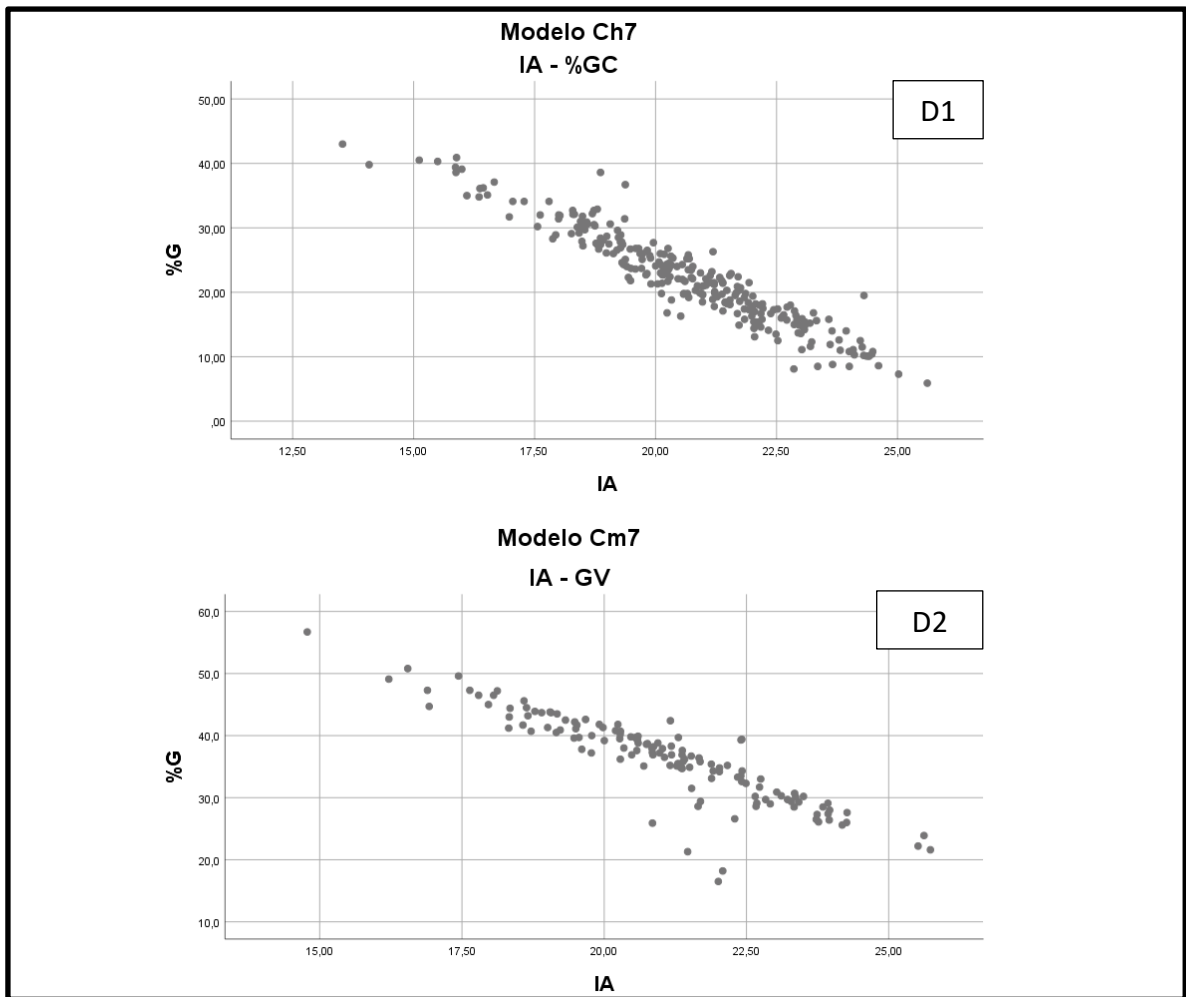 Modelo Ch7
IA - %GC
D1
50,00
40,00
30,00
20,00
10,00
,00
%G
12,50 15,00 17,50 20,00 22,50 25,00
IA
Modelo Cm7
IA - GV
D2
60,0
50,0
40,0
30,0
20,0
10,0
%G
15,00 17,50 20,00 22,50 25,00
IA